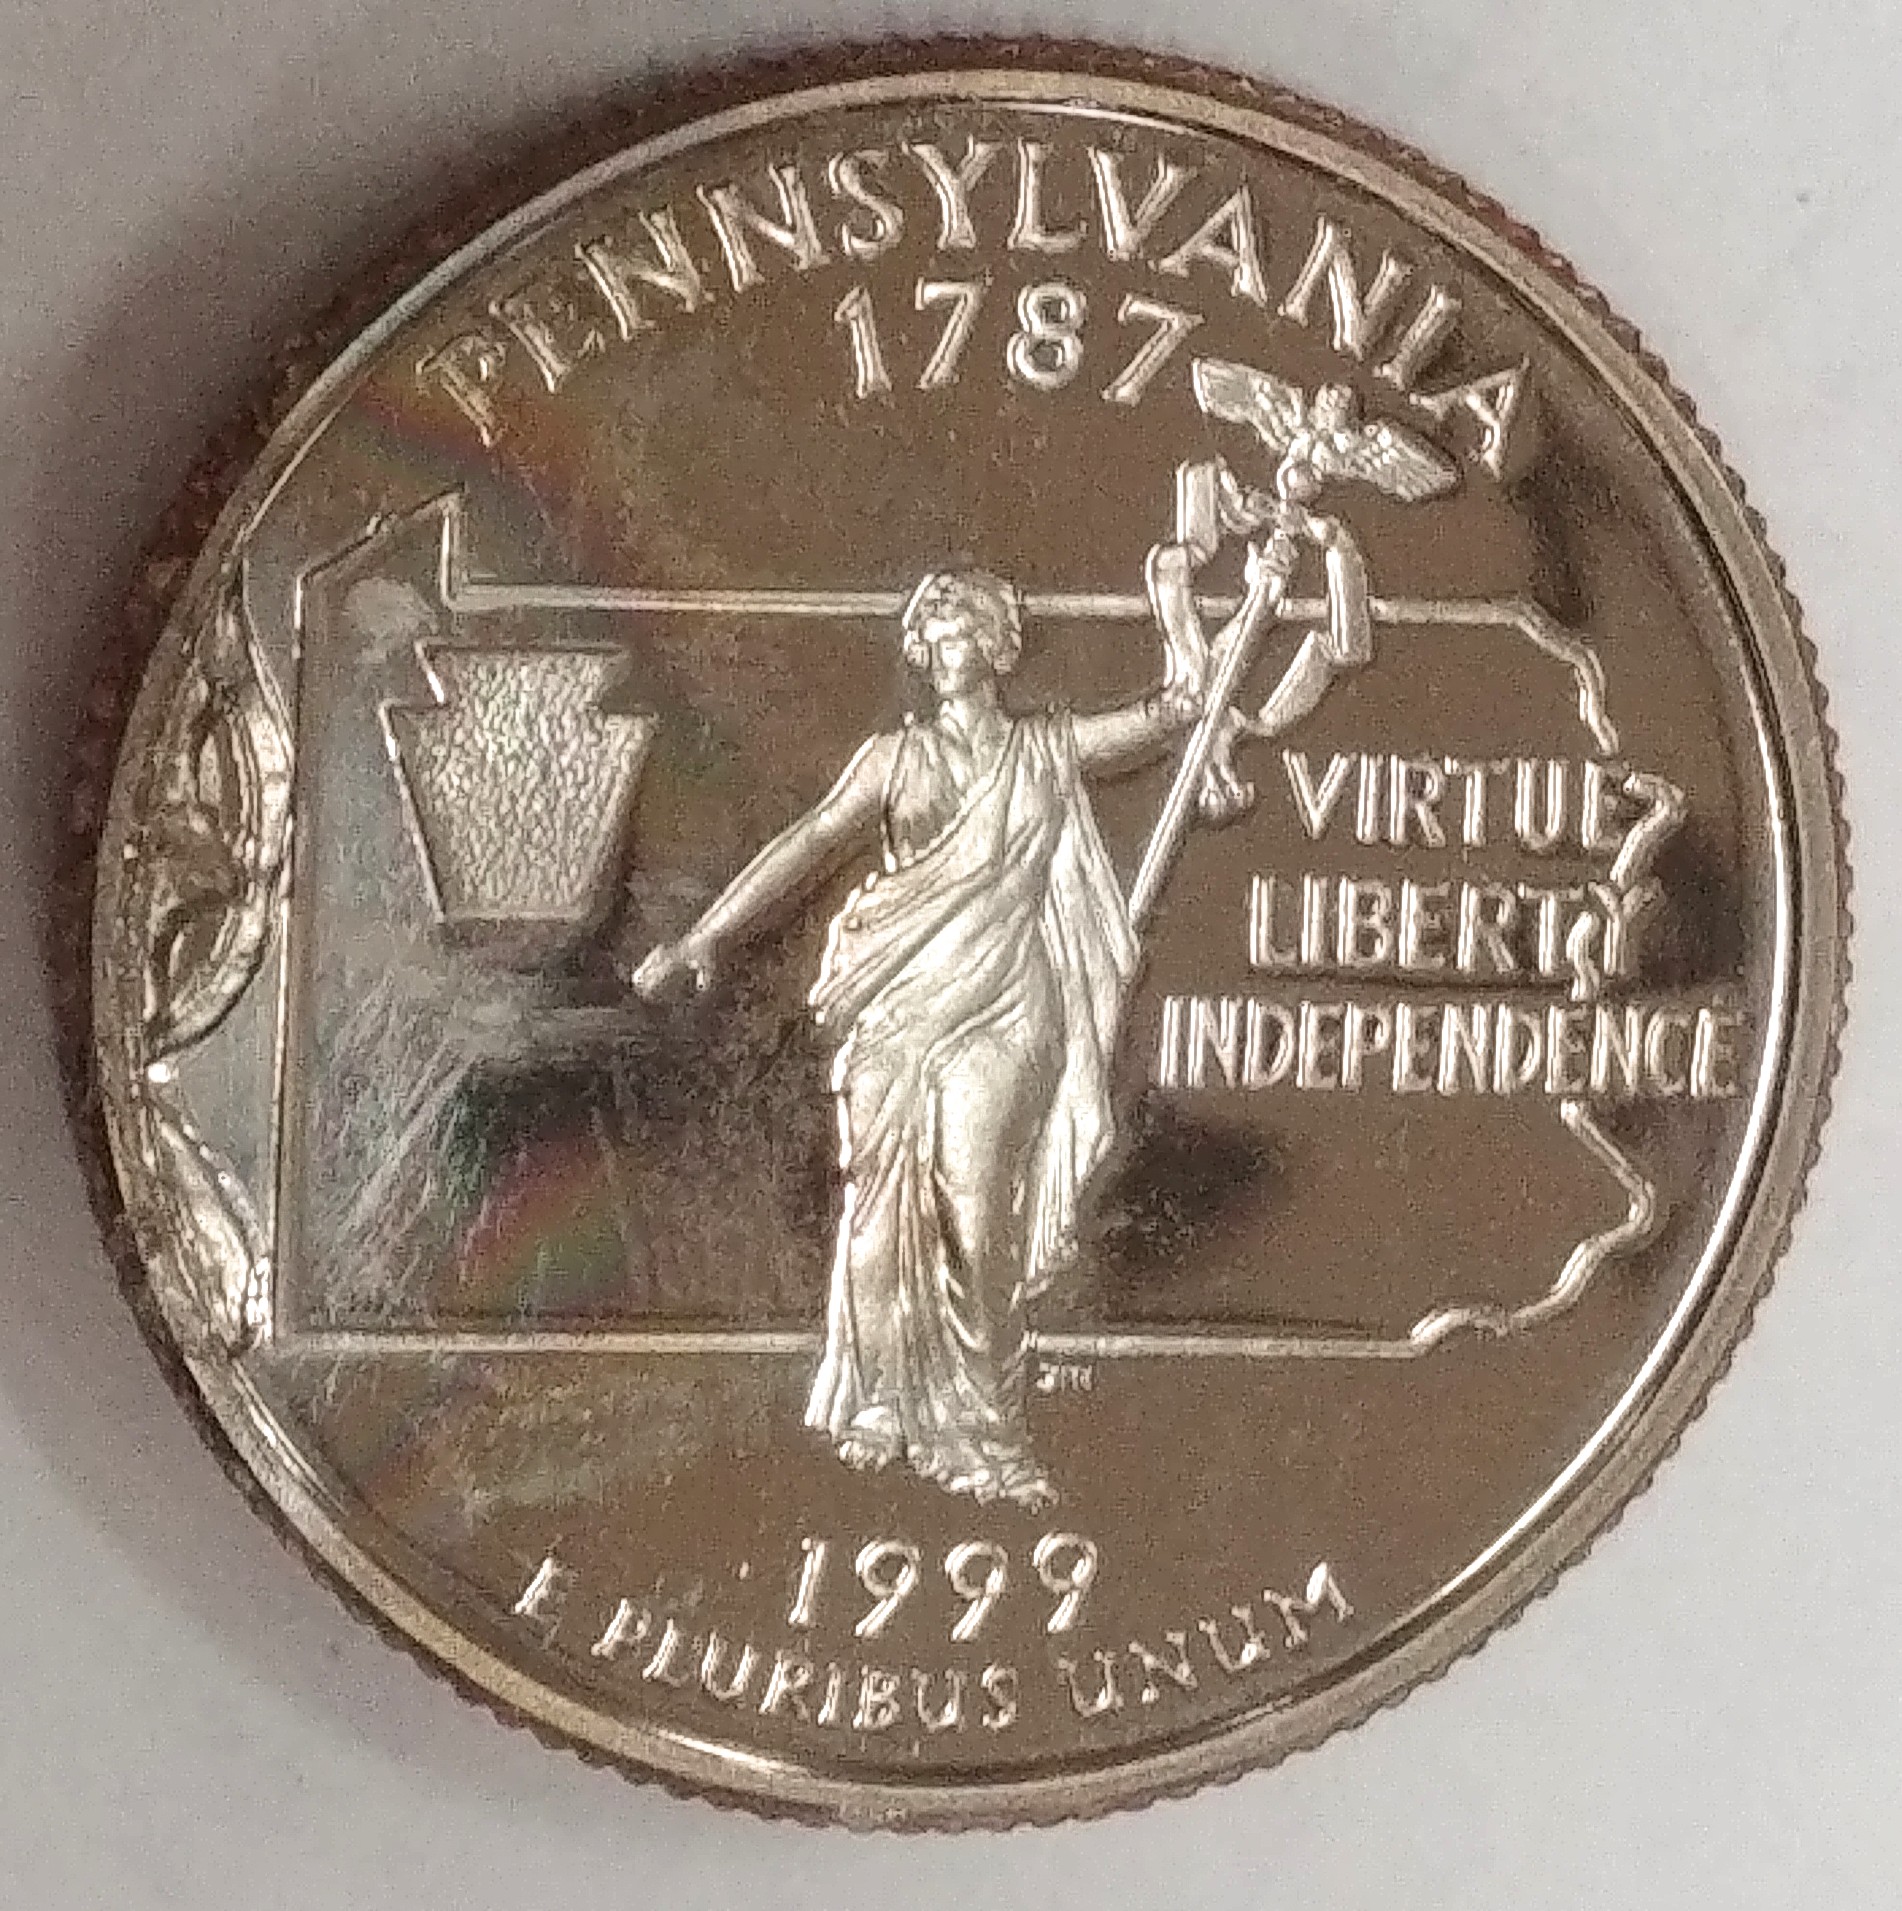 PENNSYLVANIA
1787
VIRTUE
LIBERTY
INDEPENDENCE
1999
E PLURIBUS UNUM